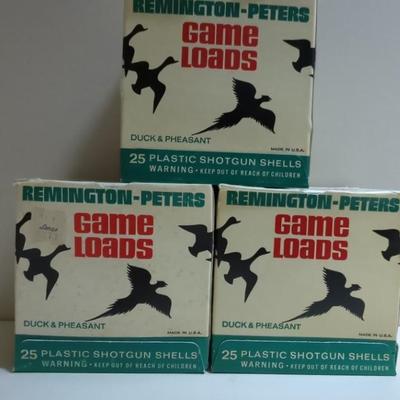 REMINGTON-PETERS
GAME
LOADS
DUCK & PHEASANT
MADE IN U.S.A.
25 PLASTIC SHOTGUN SHELLS
WARNING • KEEP OUT OF REACH OF CHILDREN
REMINGTON-PETERS
GAME
LOADS
DUCK & PHEASANT
MADE IN U.S.A.
25 PLASTIC SHOTGUN SHELLS
WARNING • KEEP OUT OF REACH OF CHILDREN
REMINGTON-PETERS
GAME
LOADS
DUCK & PHEASANT
MADE IN U.S.A.
25 PLASTIC SHOTGUN SHELLS
WARNING • KEEP OUT OF REACH OF CHILDREN